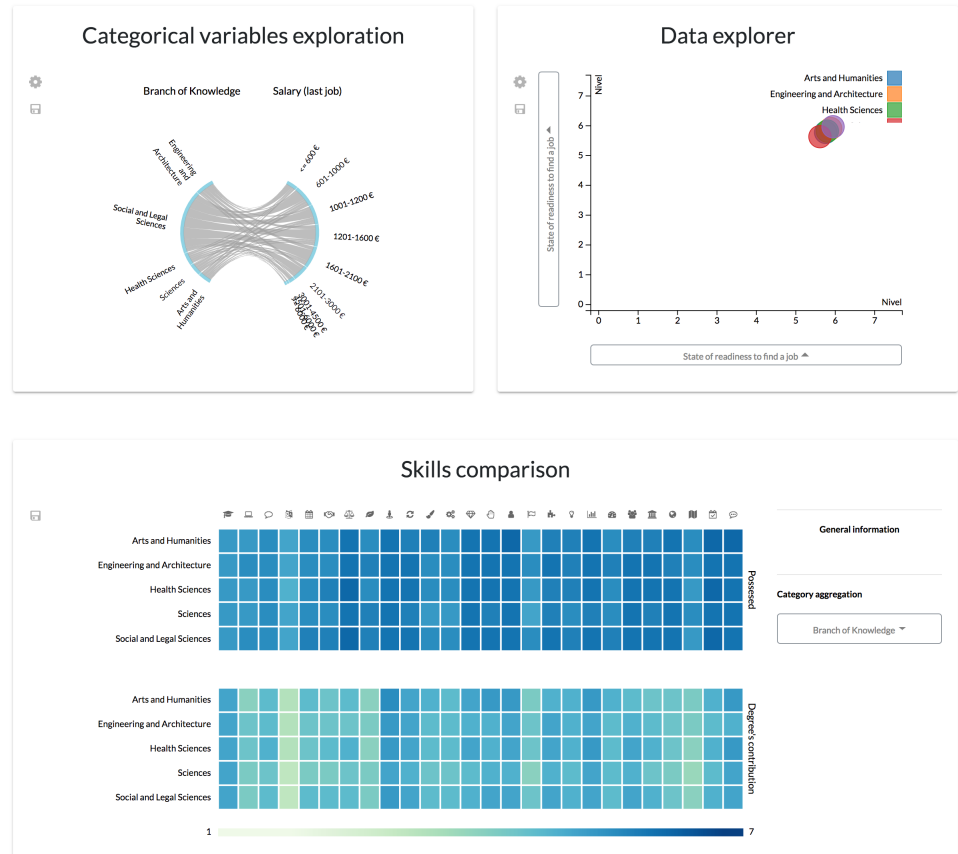 Categorical variables exploration
Branch of Knowledge
Salary (last job)
Engineering
and
Architecture
Social and Legal
Sciences
Health Sciences
Sciences
Arts and
Humanities
<= 600 €
601-1000 €
1001-1200 €
1201-1600 €
1601-2100 €
2101-3000 €
3001-4500 €
Data explorer
State of readiness to find a job
Nivel
7
6
5
4
3
2
1
0
Arts and Humanities
Engineering and Architecture
Health Sciences
Nivel
0 1 2 3 4 5 6 7
State of readiness to find a job
Skills comparison
Arts and Humanities
Engineering and Architecture
Health Sciences
Sciences
Social and Legal Sciences
Possesed
General information
Category aggregation
Branch of Knowledge
Arts and Humanities
Engineering and Architecture
Health Sciences
Sciences
Social and Legal Sciences
Degree's contribution
1
7